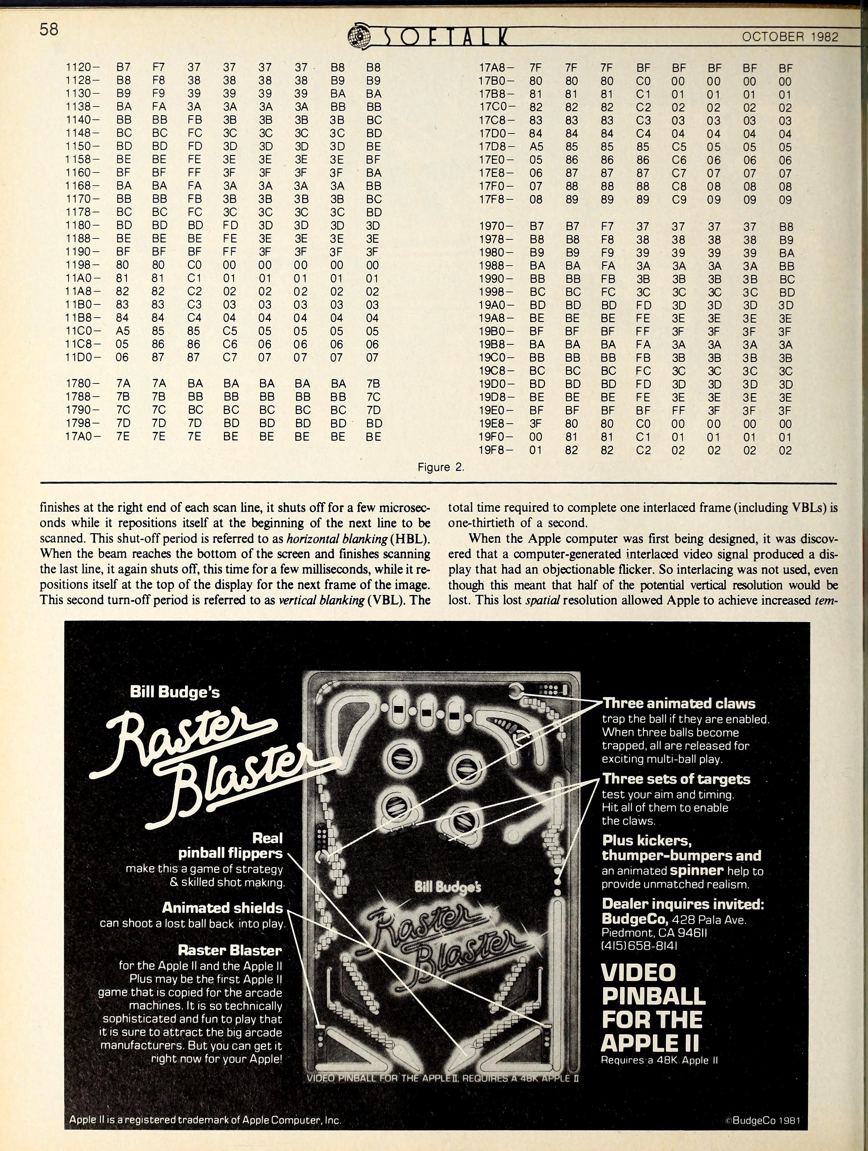 58
SOFTALK
OCTOBER 1982
1120– B7 F7 37 37 37 37 B8 B8
1128– B8 F8 38 38 38 38 B9 B9
1130– B9 F9 39 39 39 39 BA BA
1138– BA FA 3A 3A 3A 3A BB BB
1140– BB BB FB 3B 3B 3B 3B BC
1148– BC BC FC 3C 3C 3C 3C BD
1150– BD BD FD 3D 3D 3D 3D BE
1158– BE BE FE 3E 3E 3E 3E BF
1160– BF BF FF 3F 3F 3F 3F BA
1168– BA BA FA 3A 3A 3A 3A BB
1170– BB BB FB 3B 3B 3B 3B BC
1178– BC BC FC 3C 3C 3C 3C BD
1180– BD BD BD FD 3D 3D 3D 3D
1188– BE BE BE FE 3E 3E 3E 3E
1190– BF BF BF FF 3F 3F 3F 3F
1198– 80 80 C0 00 00 00 00 00
11A0– 81 81 C1 01 01 01 01 01
11A8– 82 82 C2 02 02 02 02 02
11B0– 83 83 C3 03 03 03 03 03
11B8– 84 84 C4 04 04 04 04 04
11C0– A5 85 85 C5 05 05 05 05
11C8– 05 86 86 C6 06 06 06 06
11D0– 06 87 87 C7 07 07 07 07
1780– 7A 7A BA BA BA BA BA 7B
1788– 7B 7B BB BB BB BB BB 7C
1790– 7C 7C BC BC BC BC BC 7D
1798– 7D 7D 7D BD BD BD BD BD
17A0– 7E 7E 7E BE BE BE BE BE
17A8– 7F 7F 7F BF BF BF BF BF
17B0– 80 80 80 C0 00 00 00 00
17B8– 81 81 81 C1 01 01 01 01
17C0– 82 82 82 C2 02 02 02 02
17C8– 83 83 83 C3 03 03 03 03
17D0– 84 84 84 C4 04 04 04 04
17D8– A5 85 85 85 C5 05 05 05
17E0– 05 86 86 86 C6 06 06 06
17E8– 06 87 87 87 C7 07 07 07
17F0– 07 88 88 88 C8 08 08 08
17F8– 08 89 89 89 C9 09 09 09
1970– B7 B7 F7 37 37 37 37 B8
1978– B8 B8 F8 38 38 38 38 B9
1980– B9 B9 F9 39 39 39 39 BA
1988– BA BA FA 3A 3A 3A 3A BB
1990– BB BB FB 3B 3B 3B 3B BC
1998– BC BC FC 3C 3C 3C 3C BD
19A0– BD BD BD FD 3D 3D 3D 3D
19A8– BE BE BE FE 3E 3E 3E 3E
19B0– BF BF BF FF 3F 3F 3F 3F
19B8– BA BA BA FA 3A 3A 3A 3A
19C0– BB BB BB FB 3B 3B 3B 3B
19C8– BC BC BC FC 3C 3C 3C 3C
19D0– BD BD BD FD 3D 3D 3D 3D
19D8– BE BE BE FE 3E 3E 3E 3E
19E0– BF BF BF BF FF 3F 3F 3F
19E8– 3F 80 80 C0 00 00 00 00
19F0– 00 81 81 C1 01 01 01 01
19F8– 01 82 82 C2 02 02 02 02
Figure 2.
finishes at the right end of each scan line, it shuts off for a few microsec-
onds while it repositions itself at the beginning of the next line to be
scanned. This shut-off period is referred to as horizontal blanking (HBL).
When the beam reaches the bottom of the screen and finishes scanning
the last line, it again shuts off, this time for a few milliseconds, while it re-
positions itself at the top of the display for the next frame of the image.
This second turn-off period is referred to as vertical blanking (VBL). The
total time required to complete one interlaced frame (including VBLs) is
one-thirtieth of a second.
When the Apple computer was first being designed, it was discov-
ered that a computer-generated interlaced video signal produced a dis-
play that had an objectionable flicker. So interlacing was not used, even
though this meant that half of the potential vertical resolution would be
lost. This lost spatial resolution allowed Apple to achieve increased tem-
Bill Budge's
Raster
Blaster
Real
pinball flippers
make this a game of strategy
& skilled shot making.
Animated shields
can shoot a lost ball back into play.
Raster Blaster
for the Apple II and the Apple II
Plus may be the first Apple II
game that is copied for the arcade
machines. It is so technically
sophisticated and fun to play that
it is sure to attract the big arcade
manufacturers. But you can get it
right now for your Apple!
Bill Budge's
Raster
Blaster
VIDEO PINBALL FOR THE APPLE II, REQUIRES A 48K APPLE II
Three animated claws
trap the ball if they are enabled.
When three balls become
trapped, all are released for
exciting multi-ball play.
Three sets of targets
test your aim and timing.
Hit all of them to enable
the claws.
Plus kickers,
thumper-bumpers and
an animated spinner help to
provide unmatched realism.
Dealer inquires invited:
BudgeCo, 428 Pala Ave.
Piedmont, CA 94611
(415)658-8141
VIDEO
PINBALL
FOR THE
APPLE II
Requires a 48K Apple II
Apple II is a registered trademark of Apple Computer, Inc.
©BudgeCo 1981